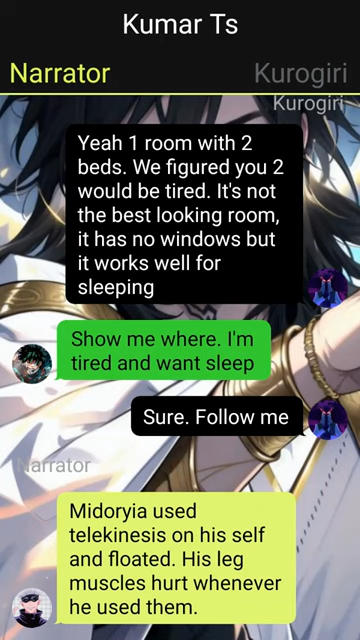 Kumar Ts
Narrator
Kurogiri
Kurogiri
Yeah 1 room with 2
beds. We figured you 2
would be tired. It's not
the best looking room,
it has no windows but
it works well for
sleeping
Show me where. I'm
tired and want sleep
Sure. Follow me
Narrator
Midoryia used
telekinesis on his self
and floated. His leg
muscles hurt whenever
he used them.